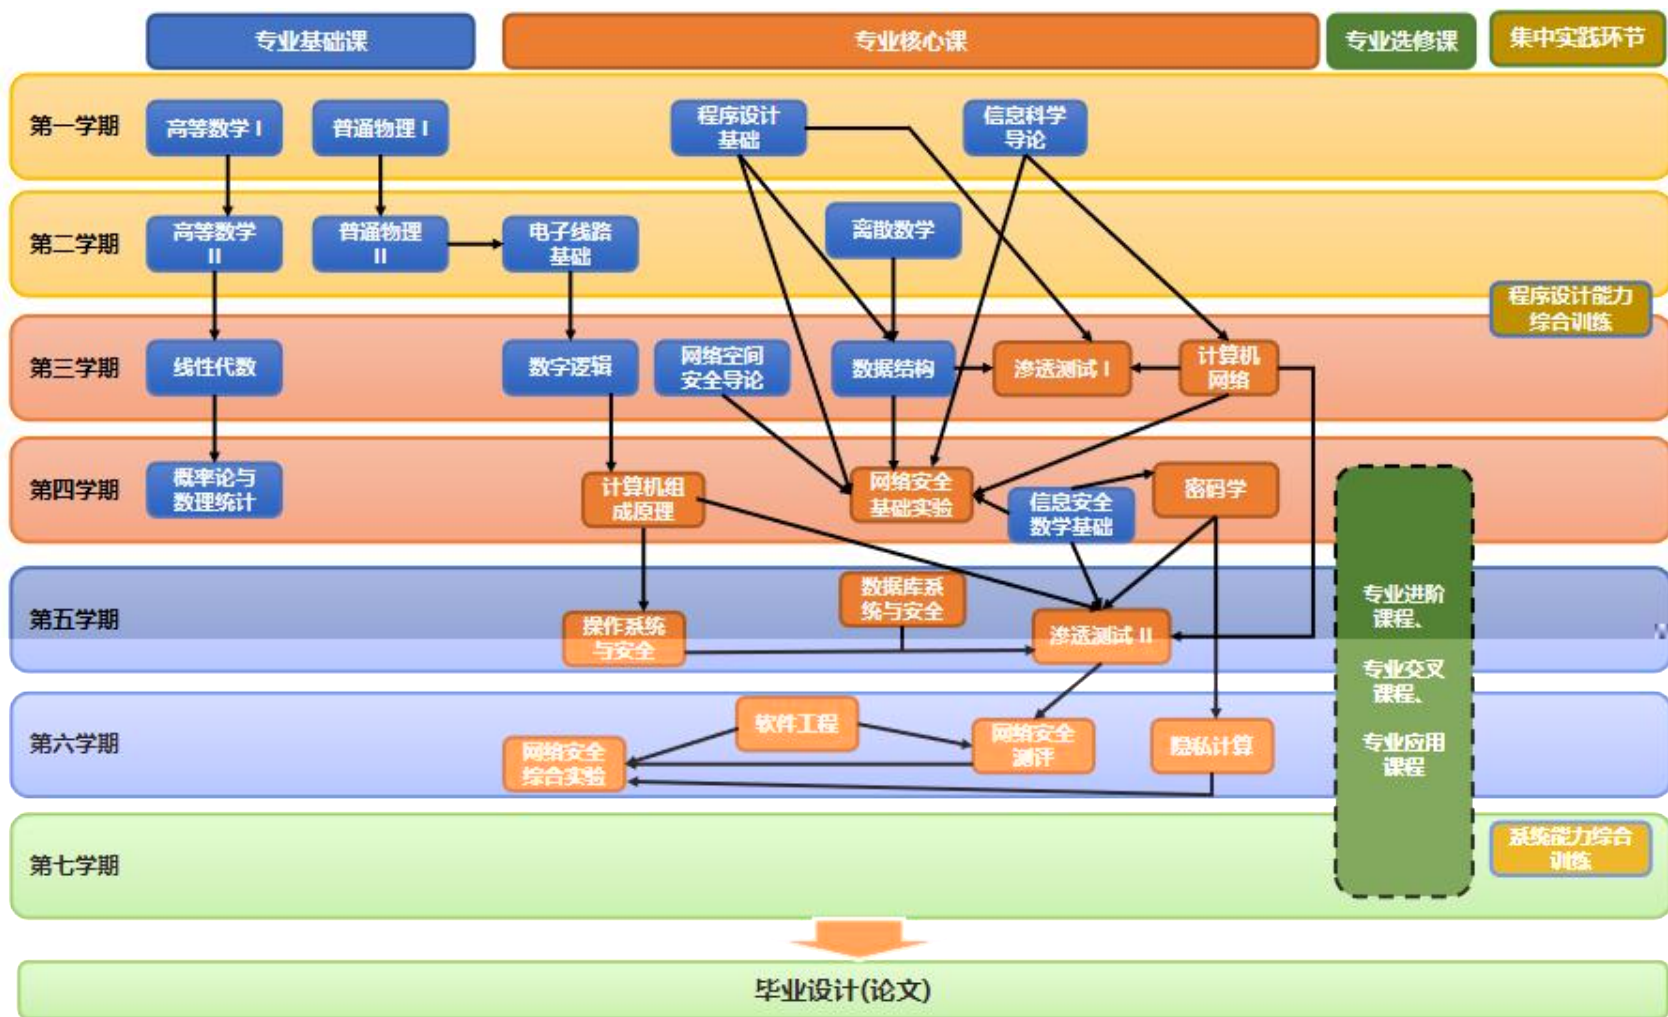 专业基础课
专业核心课
专业选修课
集中实践环节
第一学期
高等数学 I
普通物理 I
程序设计
基础
信息科学
导论
第二学期
高等数学
II
普通物理
II
电子线路
基础
离散数学
程序设计能力
综合训练
第三学期
线性代数
数字逻辑
网络空间
安全导论
数据结构
渗透测试 I
计算机
网络
第四学期
概率论与
数理统计
计算机组
成原理
网络安全
基础实验
信息安全
数学基础
密码学
第五学期
操作系统
与安全
数据库系
统与安全
渗透测试 II
专业进阶
课程、
专业交叉
课程、
专业应用
课程
第六学期
网络安全
综合实验
软件工程
网络安全
测评
隐私计算
第七学期
系统能力综合
训练
毕业设计(论文)